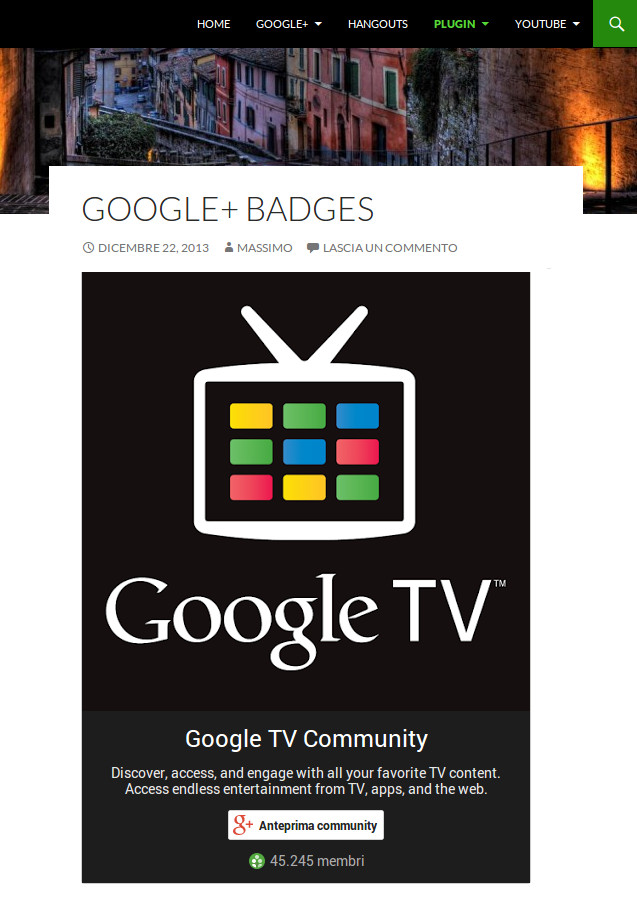 HOME GOOGLE+ HANGOUTS PLUGIN YOUTUBE
GOOGLE+ BADGES
DICEMBRE 22, 2013 MASSIMO LASCIA UN COMMENTO
Google TV™
Google TV Community
Discover, access, and engage with all your favorite TV content.
Access endless entertainment from TV, apps, and the web.
g+ Anteprima community
45.245 membri